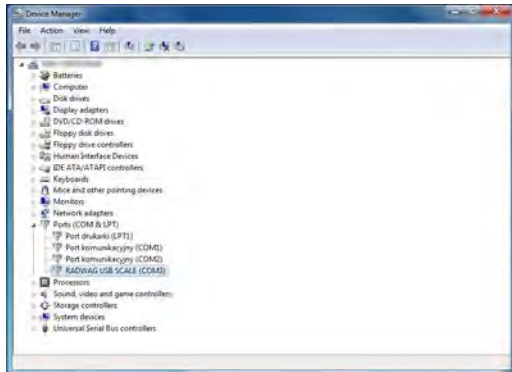 Device Manager
File Action View Help
Batteries
Computer
Disk drives
Display adapters
DVD/CD-ROM drives
Floppy disk drives
Floppy drive controllers
Human Interface Devices
IDE ATA/ATAPI controllers
Keyboards
Mice and other pointing devices
Monitors
Network adapters
Ports (COM & LPT)
Port drukarki (LPT1)
Port komunikacyjny (COM1)
Port komunikacyjny (COM2)
RADWAG USB SCALE (COM3)
Processors
Sound, video and game controllers
Storage controllers
System devices
Universal Serial Bus controllers